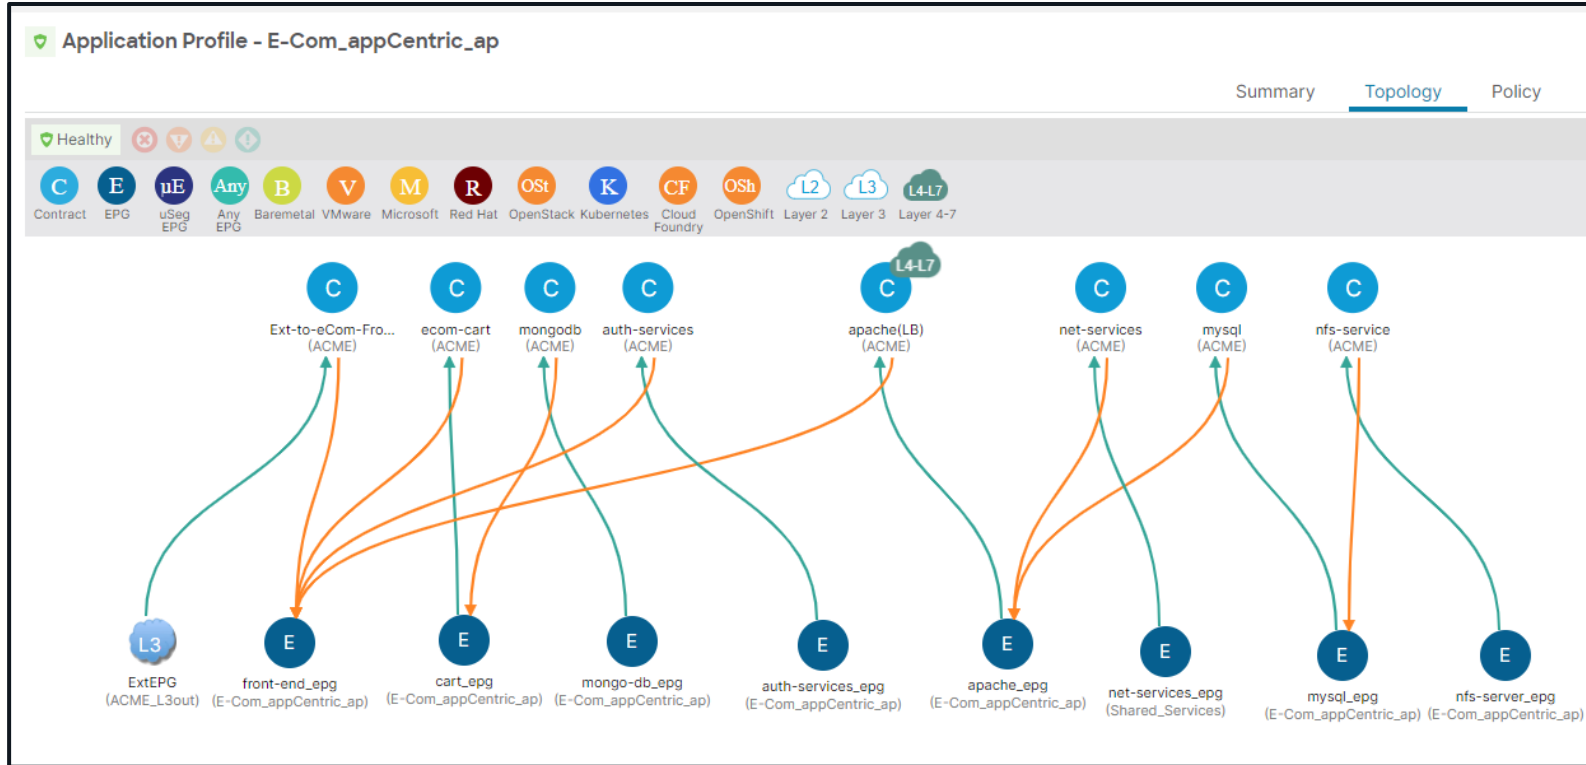 Application Profile - E-Com_appCentric_ap
Summary Topology Policy
Healthy
C E µE Any B V M R OSt K CF OSh L2 L3 L4-L7
Contract EPG uSeg EPG Any EPG Baremetal VMware Microsoft Red Hat OpenStack Kubernetes Cloud Foundry OpenShift Layer 2 Layer 3 Layer 4-7
L4-L7
C C C C C C C C
Ext-to-eCom-Fro... ecom-cart mongodb auth-services apache(LB) net-services mysql nfs-service
(ACME) (ACME) (ACME) (ACME) (ACME) (ACME) (ACME) (ACME)
L3 E E E E E E E E
ExtEPG front-end_epg cart_epg mongo-db_epg auth-services_epg apache_epg net-services_epg mysql_epg nfs-server_epg
(ACME_L3out) (E-Com_appCentric_ap) (E-Com_appCentric_ap) (E-Com_appCentric_ap) (E-Com_appCentric_ap) (E-Com_appCentric_ap) (Shared_Services) (E-Com_appCentric_ap) (E-Com_appCentric_ap)